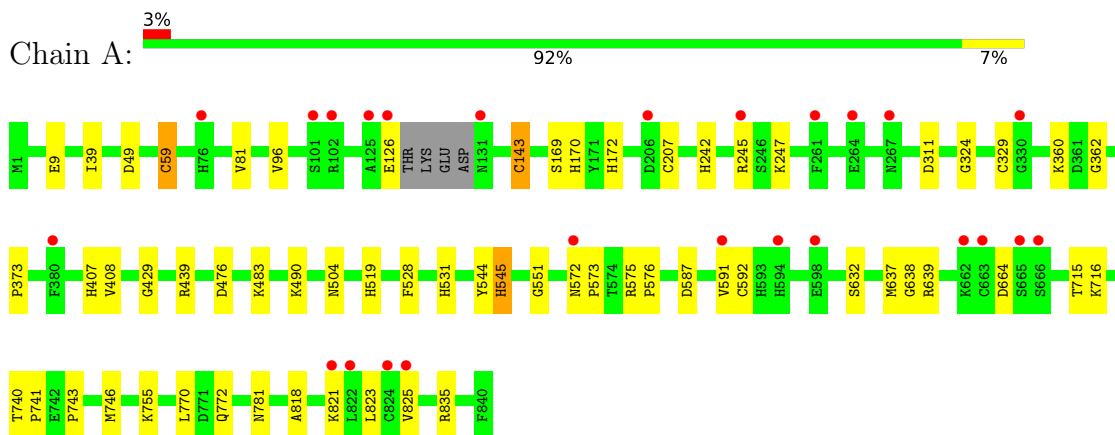 3%
Chain A:
92% 7%
M1 E9 I39 D49 C59 H76 V81 V96 S101 R102 A125 E126 THR LYS GLU ASP N131 C143 S169 H170 Y171 H172 D206 C207 H242 R245 S246 K247 F261 E264 N267 D311 G324 C329 G330 K360 D361 G362
P373 F380 H407 V408 G429 R439 D476 K483 K490 N504 H519 F528 H531 Y544 H545 G551 N572 P573 T574 R575 P576 D587 V591 C592 H593 H594 E598 S632 M637 G638 R639 K662 C663 D664 S665 S666 T715 K716
T740 P741 E742 P743 M746 K755 L770 D771 Q772 N781 A818 K821 L822 L823 C824 V825 R835 F840